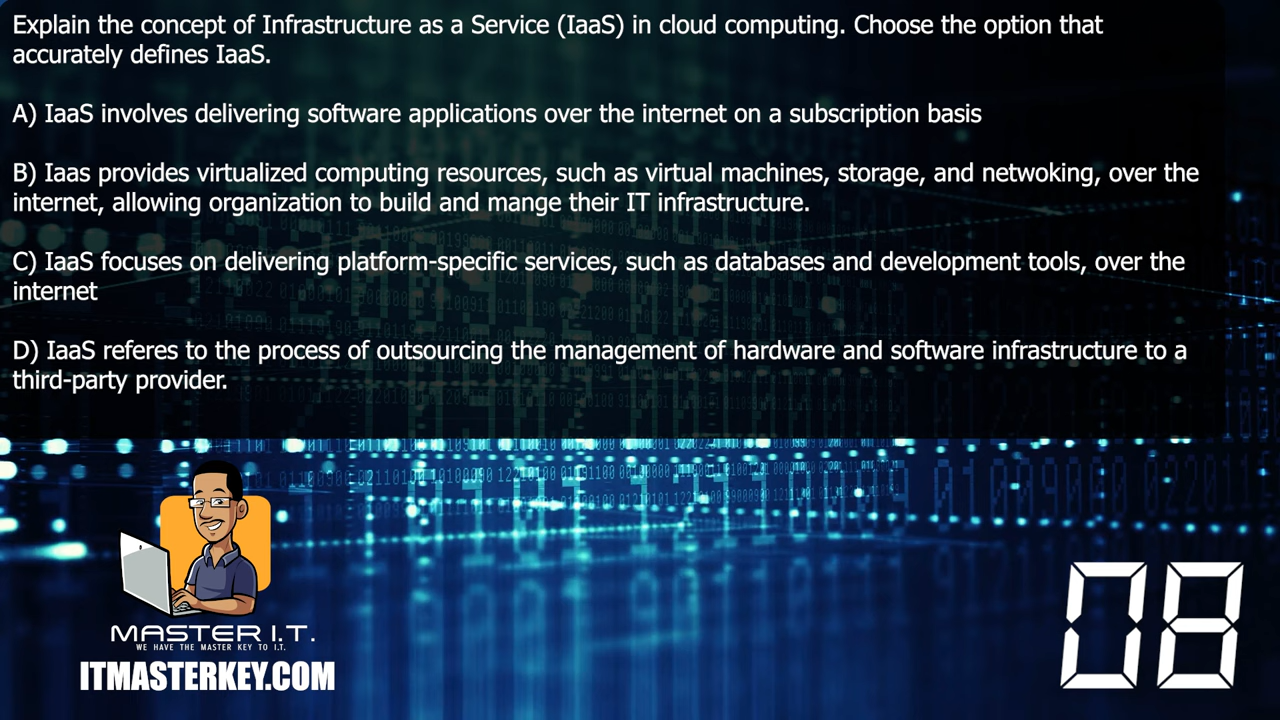 Explain the concept of Infrastructure as a Service (IaaS) in cloud computing. Choose the option that
accurately defines IaaS.
A) IaaS involves delivering software applications over the internet on a subscription basis
B) Iaas provides virtualized computing resources, such as virtual machines, storage, and netwoking, over the
internet, allowing organization to build and mange their IT infrastructure.
C) IaaS focuses on delivering platform-specific services, such as databases and development tools, over the
internet
D) IaaS referes to the process of outsourcing the management of hardware and software infrastructure to a
third-party provider.
MASTER I.T.
WE HAVE THE MASTER KEY TO I.T.
ITMASTERKEY.COM
08